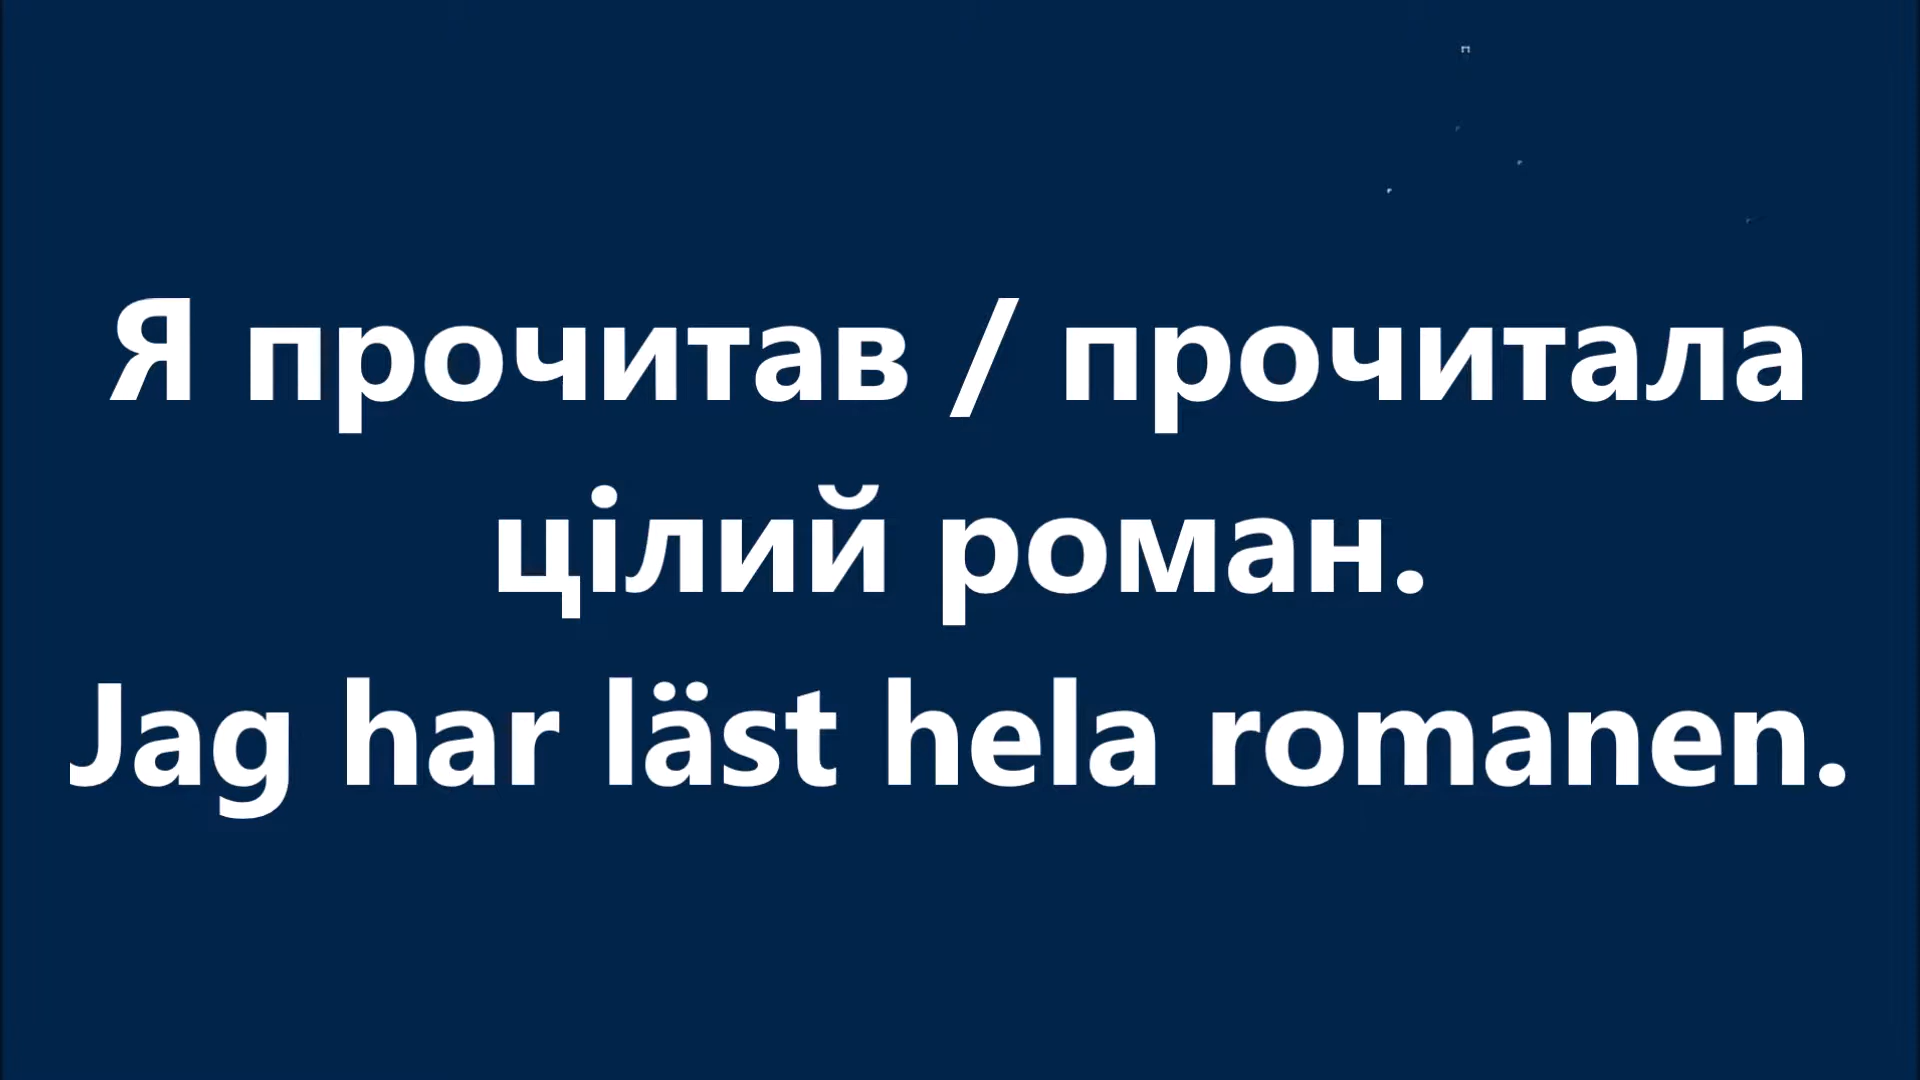 Я прочитав / прочитала
цілий роман.
Jag har läst hela romanen.